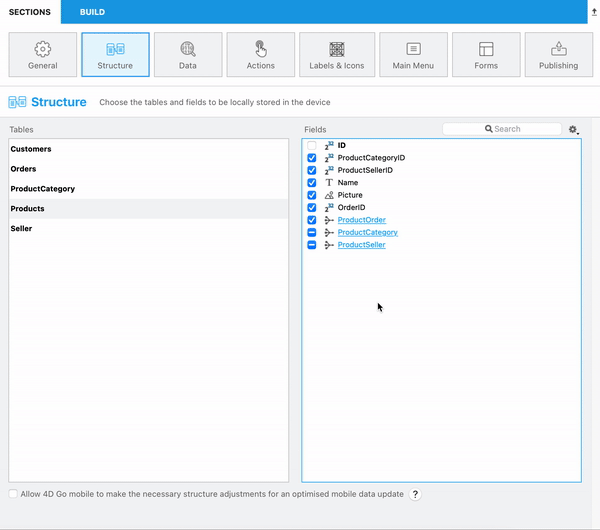 SECTIONS BUILD
General Structure Data Actions Labels & Icons Main Menu Forms Publishing
Structure Choose the tables and fields to be locally stored in the device
Tables Fields Search
Customers
Orders
ProductCategory
Products
Seller
ID
ProductCategoryID
ProductSellerID
Name
Picture
OrderID
ProductOrder
ProductCategory
ProductSeller
Allow 4D Go mobile to make the necessary structure adjustments for an optimised mobile data update ?